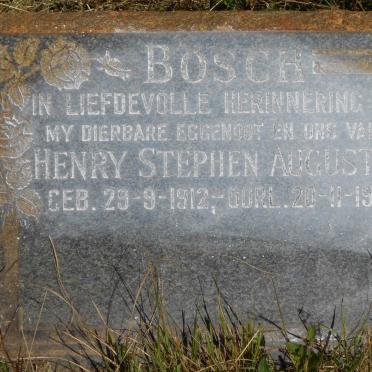 BOSCH
IN LIEFDEVOLLE HERINNERING
MY DIERBARE EGGENOOT EN ONS VA
HENRY STEPHEN AUGUST
GEB. 29-9-1912,-OORL. 20-11-19